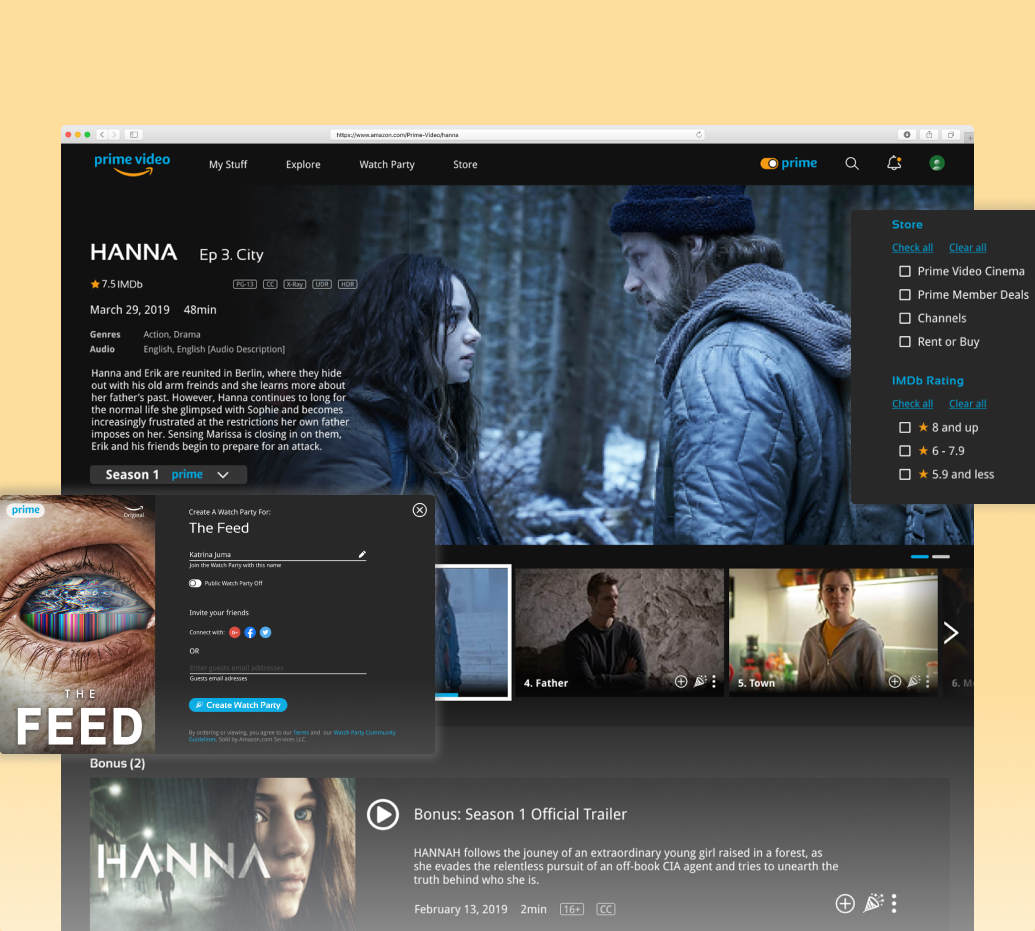 https://www.amazon.com/Prime-Video/hanna
prime video
My Stuff
Explore
Watch Party
Store
prime
HANNA
Ep 3. City
7.5 IMDb
PG-13
CC
X-Ray
UDR
HDR
March 29, 2019
48min
Genres
Action, Drama
Audio
English, English [Audio Description]
Hanna and Erik are reunited in Berlin, where they hide
out with his old arm freinds and she learns more about
her father's past. However, Hanna continues to long for
the normal life she glimpsed with Sophie and becomes
increasingly frustrated at the restrictions her own father
imposes on her. Sensing Marissa is closing in on them,
Erik and his friends begin to prepare for an attack.
Season 1
prime
Store
Check all
Clear all
Prime Video Cinema
Prime Member Deals
Channels
Rent or Buy
IMDb Rating
Check all
Clear all
8 and up
6 - 7.9
5.9 and less
prime
Original
THE
FEED
Create A Watch Party For:
The Feed
Katrina Juma
Join the Watch Party with this name
Public Watch Party Off
Invite your friends
Connect with:
G+
OR
Enter guests email addresses
Guests email adresses
Create Watch Party
By ordering or viewing, you agree to our Terms and our Watch Party Community
Guidelines. Sold by Amazon.com Services LLC.
4. Father
5. Town
6. M
Bonus (2)
HANNA
Bonus: Season 1 Official Trailer
HANNAH follows the jouney of an extraordinary young girl raised in a forest, as
she evades the relentless pursuit of an off-book CIA agent and tries to unearth the
truth behind who she is.
February 13, 2019
2min
16+
CC